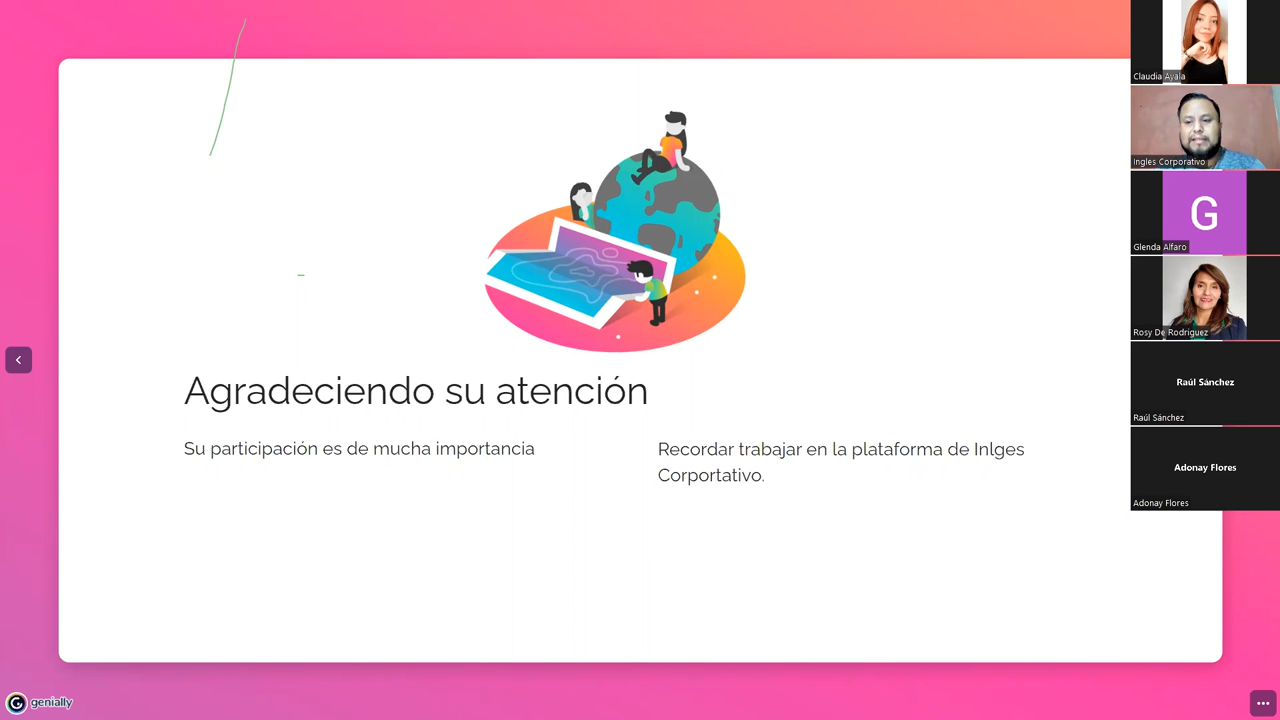 Agradeciendo su atención
Su participación es de mucha importancia
Recordar trabajar en la plataforma de Inlges
Corportativo.
Claudia Ayala
Ingles Corporativo
G
Glenda Alfaro
Rosy De Rodriguez
Raúl Sánchez
Raúl Sánchez
Adonay Flores
Adonay Flores
genially